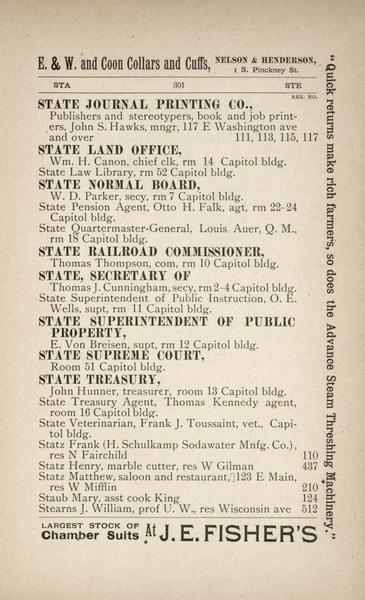 E. & W. and Coon Collars and Cuffs, NELSON & HENDERSON,
1 S. Pinckney St.
STA 301 STE
RES. NO.
STATE JOURNAL PRINTING CO.,
Publishers and stereotypers, book and job print-
ers, John S. Hawks, mngr, 117 E Washington ave
and over 111, 113, 115, 117
STATE LAND OFFICE,
Wm. H. Canon, chief clk, rm 14 Capitol bldg.
State Law Library, rm 52 Capitol bldg.
STATE NORMAL BOARD,
W. D. Parker, secy, rm 7 Capitol bldg.
State Pension Agent, Otto H. Falk, agt, rm 22–24
Capitol bldg.
State Quartermaster-General, Louis Auer, Q. M.,
rm 18 Capitol bldg.
STATE RAILROAD COMMISSIONER,
Thomas Thompson, com, rm 10 Capitol bldg.
STATE, SECRETARY OF
Thomas J. Cunningham, secy, rm 2–4 Capitol bldg.
State Superintendent of Public Instruction, O. E.
Wells, supt, rm 11 Capitol bldg.
STATE SUPERINTENDENT OF PUBLIC
PROPERTY,
E. Von Breisen, supt, rm 12 Capitol bldg.
STATE SUPREME COURT,
Room 51 Capitol bldg.
STATE TREASURY,
John Hunner, treasurer, room 13 Capitol bldg.
State Treasury Agent, Thomas Kennedy agent,
room 16 Capitol bldg.
State Veterinarian, Frank J. Toussaint, vet., Capi-
tol bldg.
Statz Frank (H. Schulkamp Sodawater Mnfg. Co.),
res N Fairchild 110
Statz Henry, marble cutter, res W Gilman 437
Statz Matthew, saloon and restaurant, 123 E Main,
res W Mifflin 210
Staub Mary, asst cook King 124
Stearns J. William, prof U. W., res Wisconsin ave 512
LARGEST STOCK OF
Chamber Suits At J. E. FISHER'S
"Quick returns make rich farmers, so does the Advance Steam Threshing Machinery."